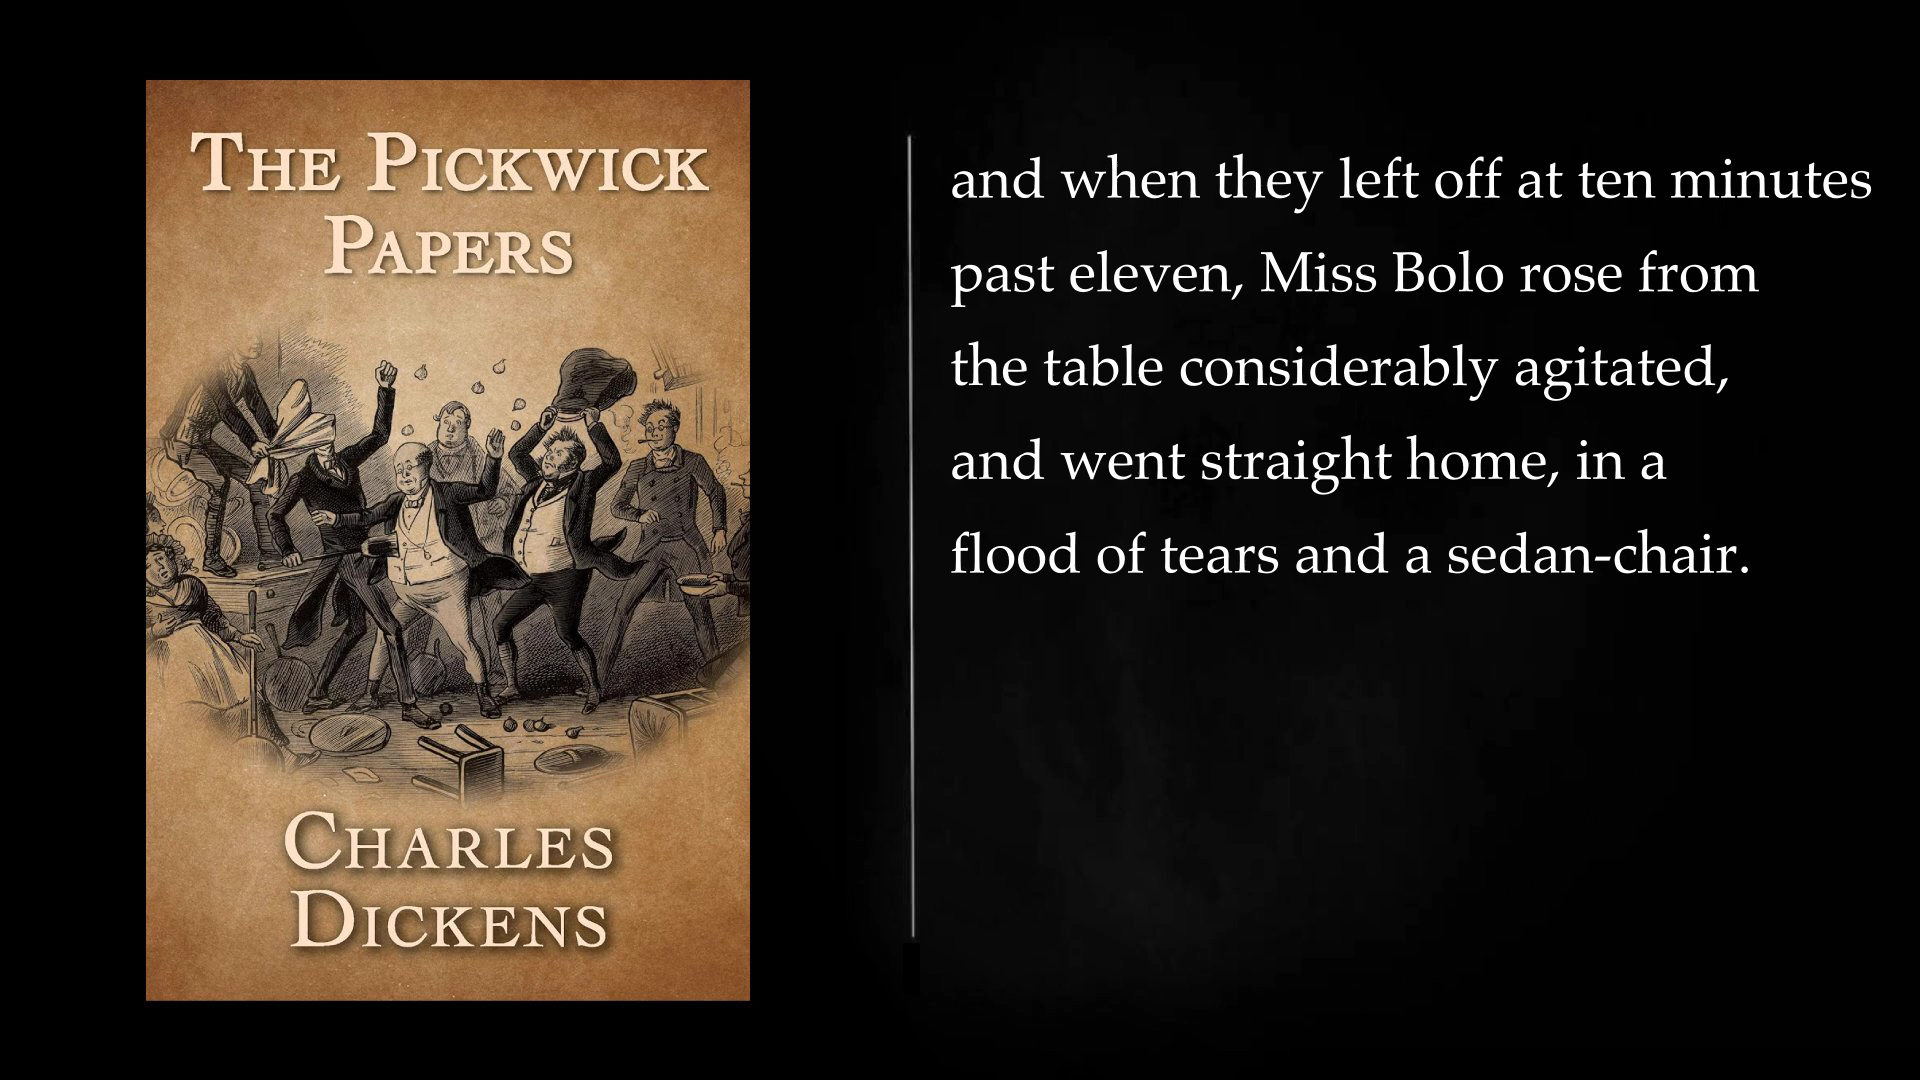 THE PICKWICK
PAPERS
CHARLES
DICKENS
and when they left off at ten minutes
past eleven, Miss Bolo rose from
the table considerably agitated,
and went straight home, in a
flood of tears and a sedan-chair.